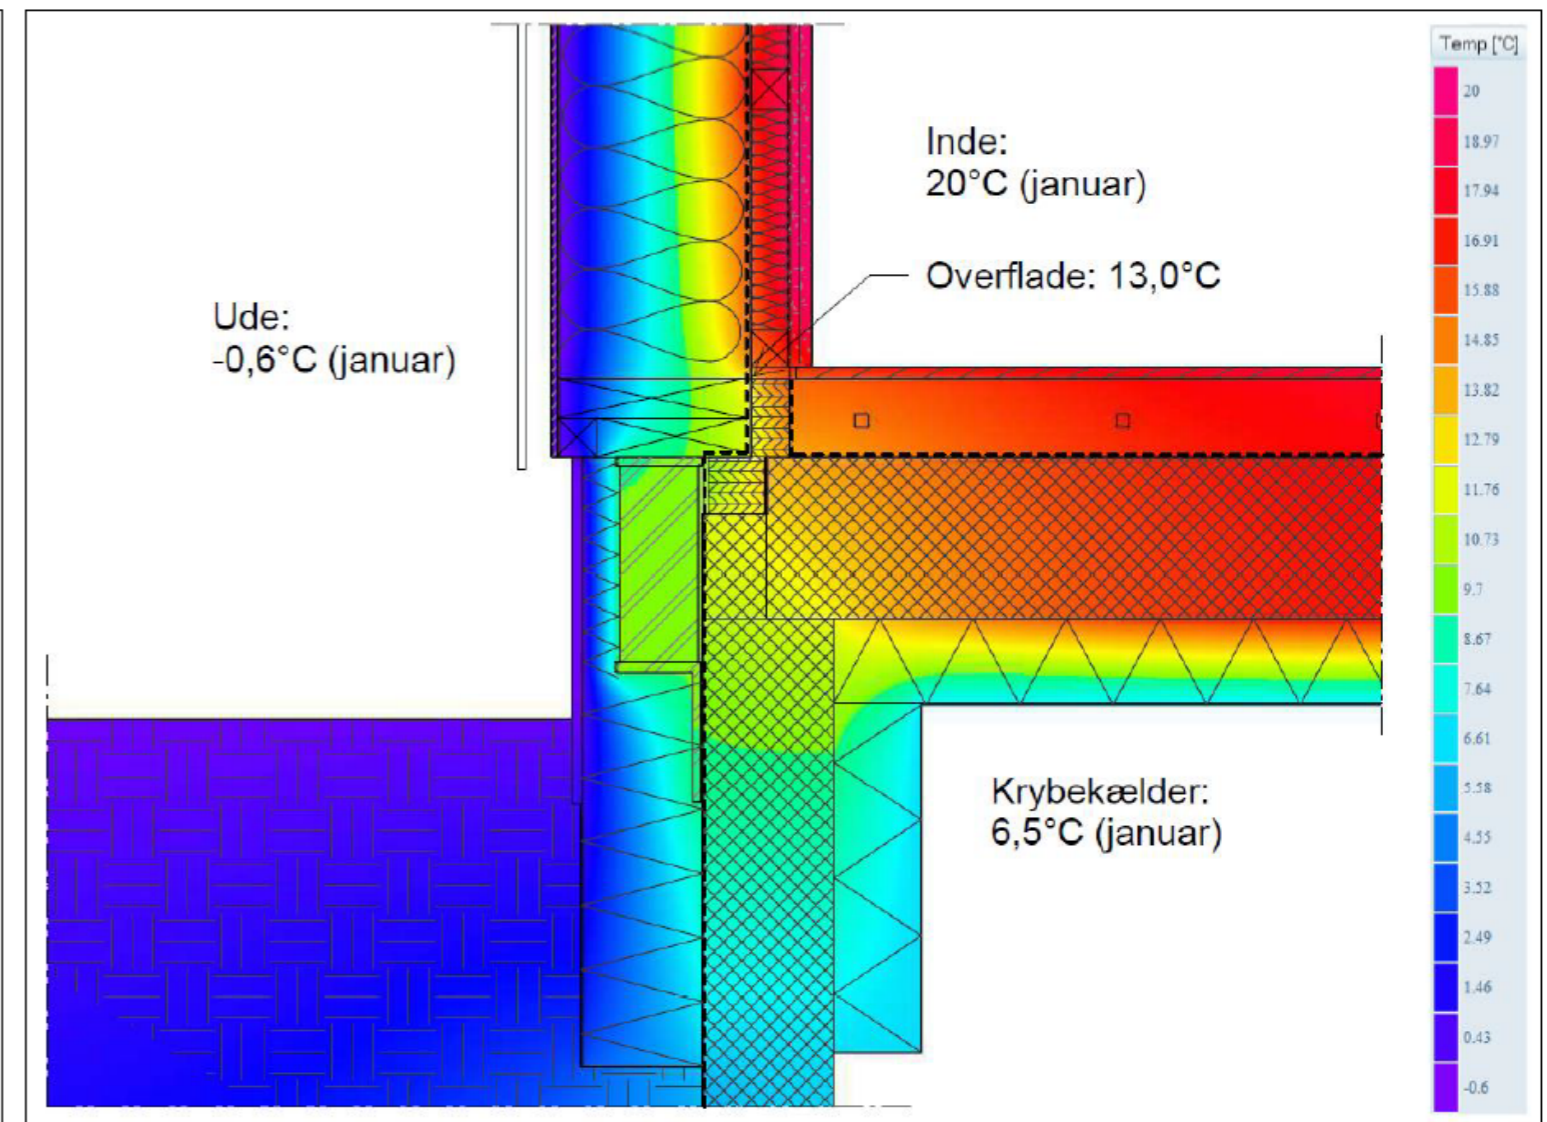 Temp [°C]
20
18.97
17.94
16.91
15.88
14.85
13.82
12.79
11.76
10.73
9.7
8.67
7.64
6.61
5.58
4.55
3.52
2.49
1.46
0.43
-0.6
Inde:
20°C (januar)
Overflade: 13,0°C
Ude:
-0,6°C (januar)
Krybekælder:
6,5°C (januar)